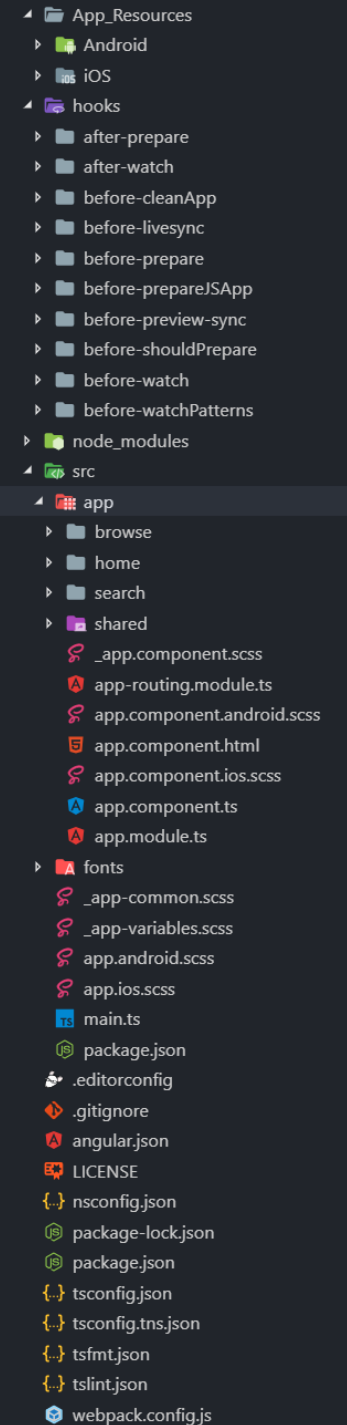 App_Resources
Android
iOS
hooks
after-prepare
after-watch
before-cleanApp
before-livesync
before-prepare
before-prepareJSApp
before-preview-sync
before-shouldPrepare
before-watch
before-watchPatterns
node_modules
src
app
browse
home
search
shared
_app.component.scss
app-routing.module.ts
app.component.android.scss
app.component.html
app.component.ios.scss
app.component.ts
app.module.ts
fonts
_app-common.scss
_app-variables.scss
app.android.scss
app.ios.scss
main.ts
package.json
.editorconfig
.gitignore
angular.json
LICENSE
nsconfig.json
package-lock.json
package.json
tsconfig.json
tsconfig.tns.json
tsfmt.json
tslint.json
webpack.config.js